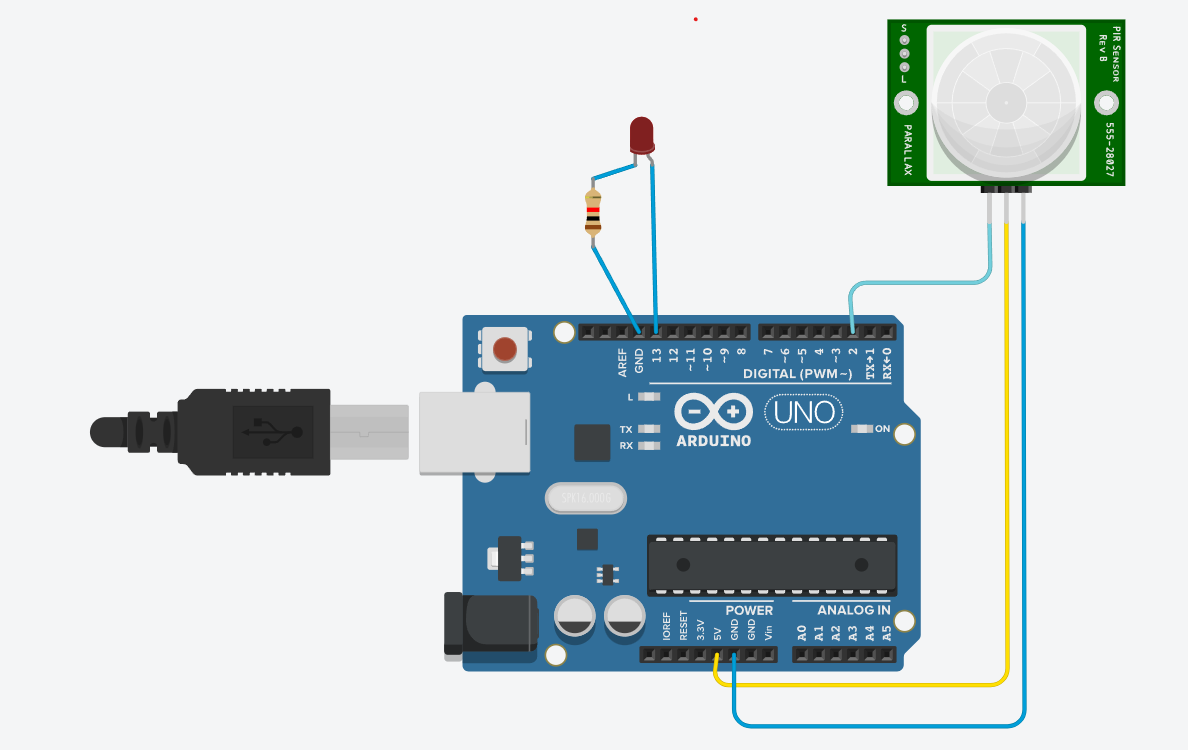 S
L
PARALLAX
PIR SENSOR
REV B
555-28027
AREF
GND
13
12
~11
~10
~9
8
7
~6
~5
4
~3
2
TX→1
RX←0
DIGITAL (PWM~)
L
TX
RX
ARDUINO
UNO
ON
POWER
ANALOG IN
IOREF
RESET
3.3V
5V
GND
GND
Vin
A0
A1
A2
A3
A4
A5